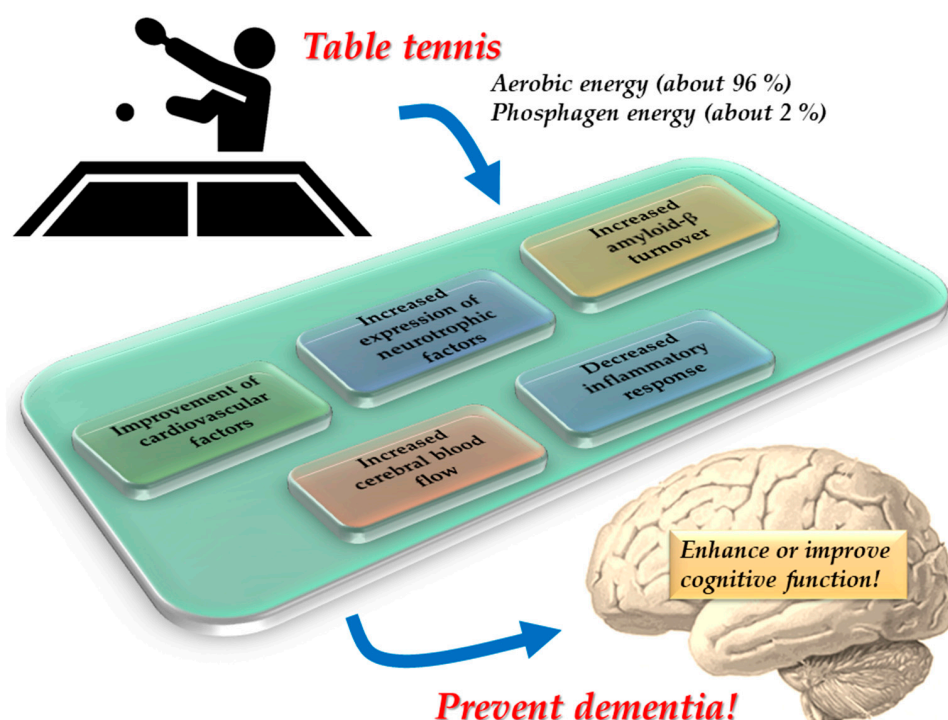 Table tennis
Aerobic energy (about 96 %)
Phosphagen energy (about 2 %)
Increased
amyloid-β
turnover
Increased
expression of
neurotrophic
factors
Decreased
inflammatory
response
Improvement of
cardiovascular
factors
Increased
cerebral blood
flow
Enhance or improve
cognitive function!
Prevent dementia!